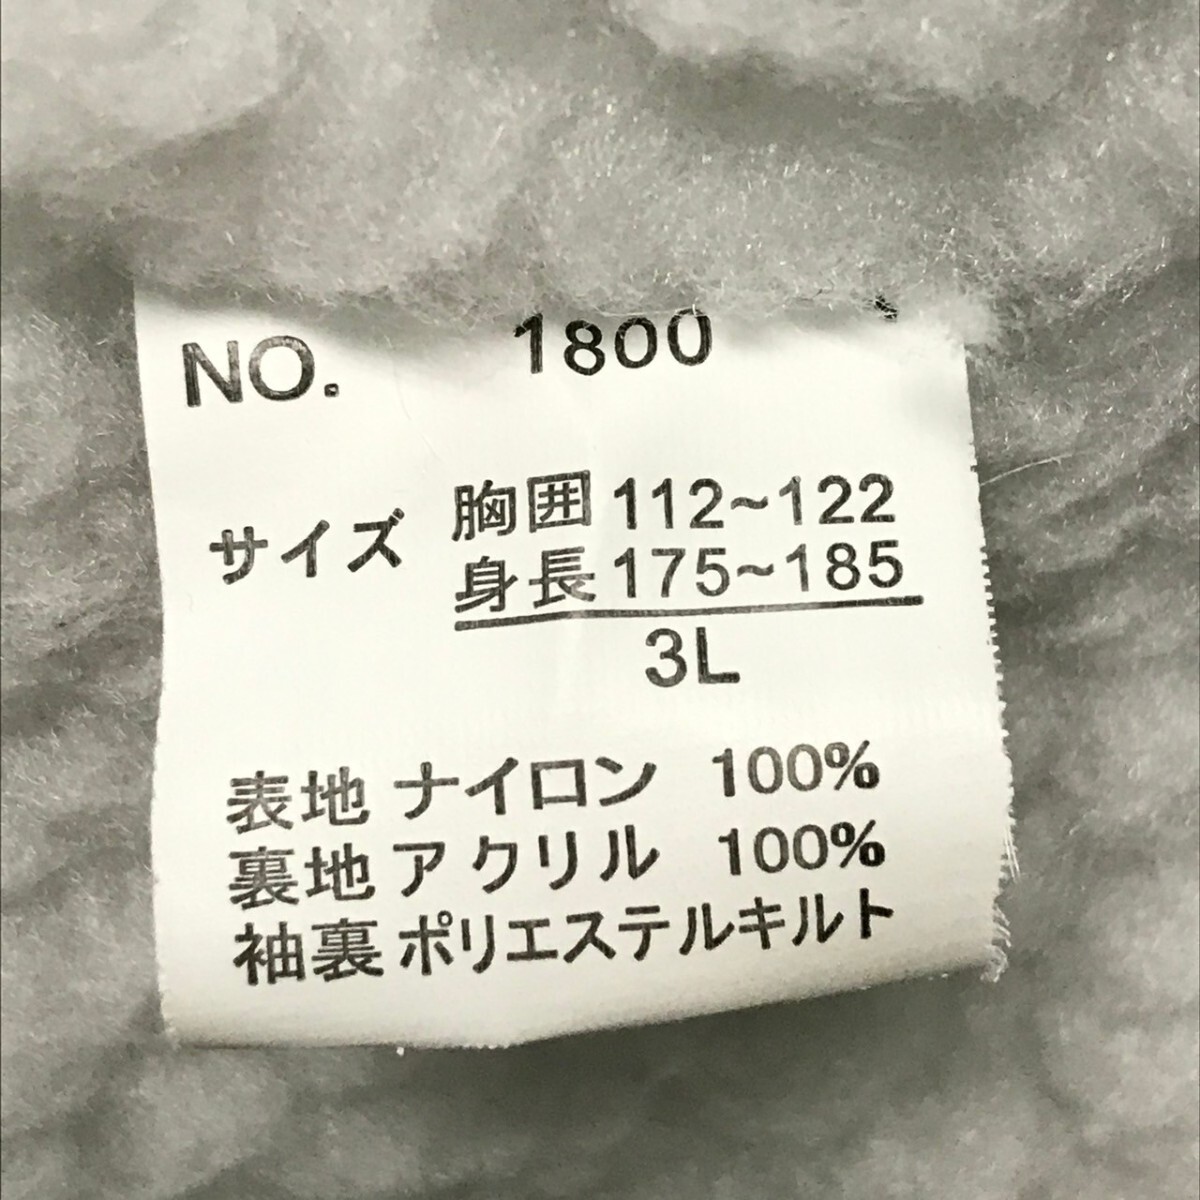 NO. 1800
サイズ 胸囲 112~122
身長 175~185
3L
表地 ナイロン 100%
裏地 アクリル 100%
袖裏 ポリエステルキルト